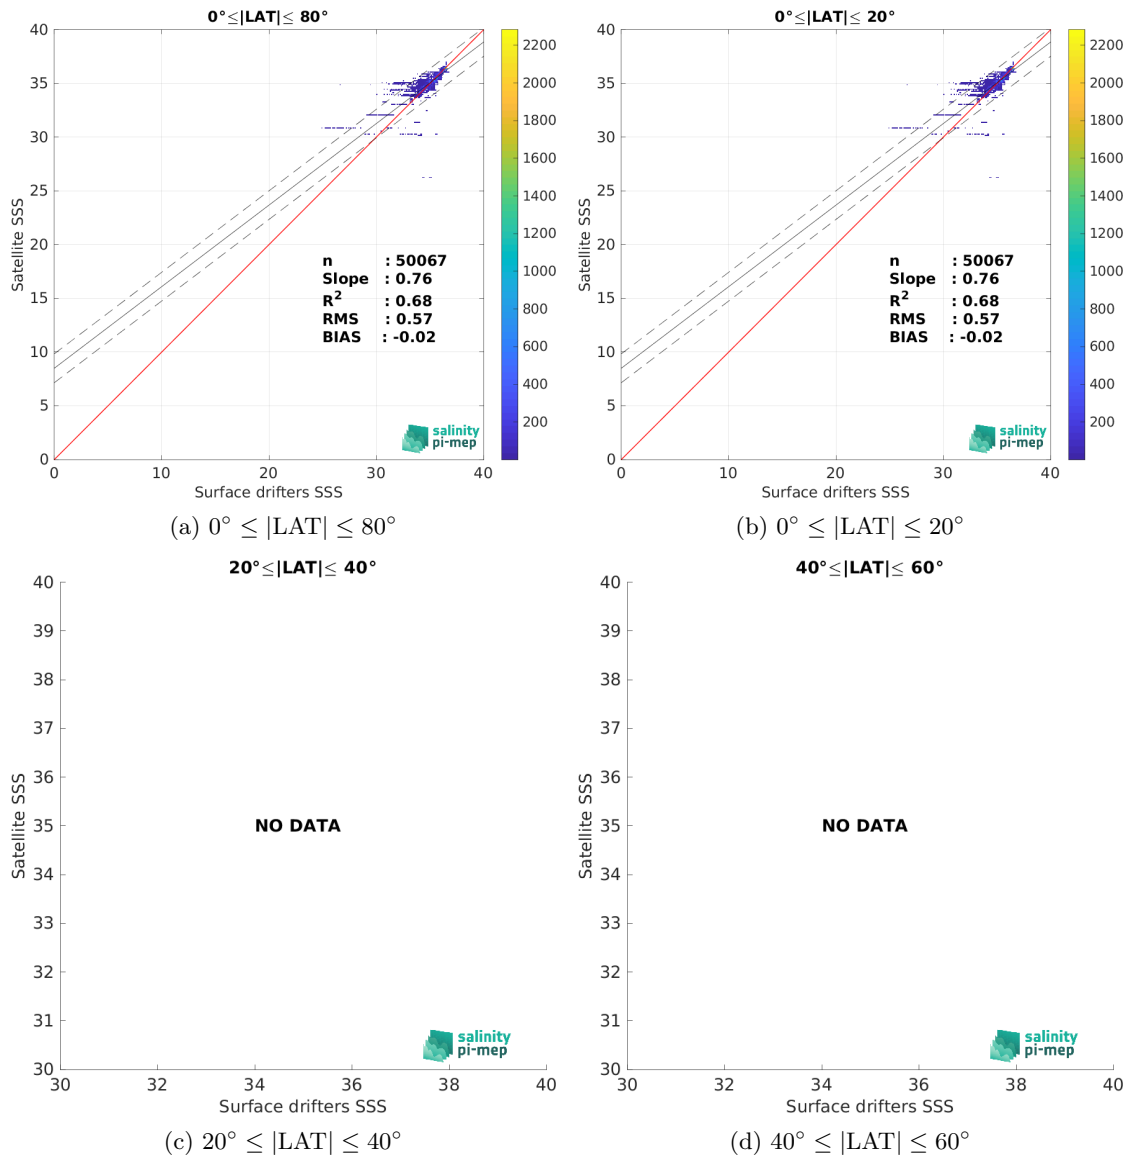 0°≤|LAT|≤ 80°
40
35
30
25
20
15
10
5
0
Satellite SSS
n : 50067
Slope : 0.76
R² : 0.68
RMS : 0.57
BIAS : -0.02
salinity
pi-mep
0 10 20 30 40
Surface drifters SSS
2200
2000
1800
1600
1400
1200
1000
800
600
400
200
(a) 0° ≤ |LAT| ≤ 80°
0°≤|LAT|≤ 20°
40
35
30
25
20
15
10
5
0
Satellite SSS
n : 50067
Slope : 0.76
R² : 0.68
RMS : 0.57
BIAS : -0.02
salinity
pi-mep
0 10 20 30 40
Surface drifters SSS
2200
2000
1800
1600
1400
1200
1000
800
600
400
200
(b) 0° ≤ |LAT| ≤ 20°
20°≤|LAT|≤ 40°
40
39
38
37
36
35
34
33
32
31
30
Satellite SSS
NO DATA
salinity
pi-mep
30 32 34 36 38 40
Surface drifters SSS
(c) 20° ≤ |LAT| ≤ 40°
40°≤|LAT|≤ 60°
40
39
38
37
36
35
34
33
32
31
30
Satellite SSS
NO DATA
salinity
pi-mep
30 32 34 36 38 40
Surface drifters SSS
(d) 40° ≤ |LAT| ≤ 60°